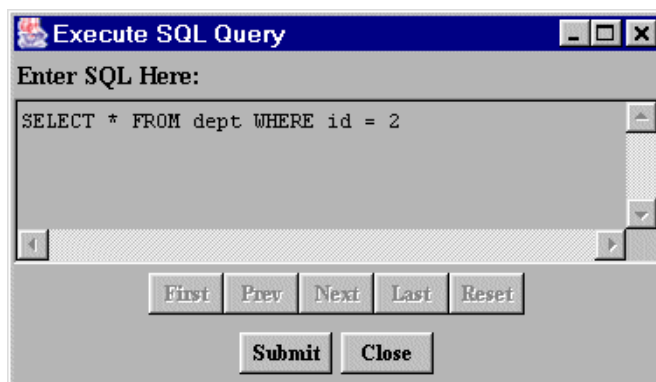 Execute SQL Query
Enter SQL Here:
SELECT * FROM dept WHERE id = 2
First Prev Next Last Reset
Submit Close